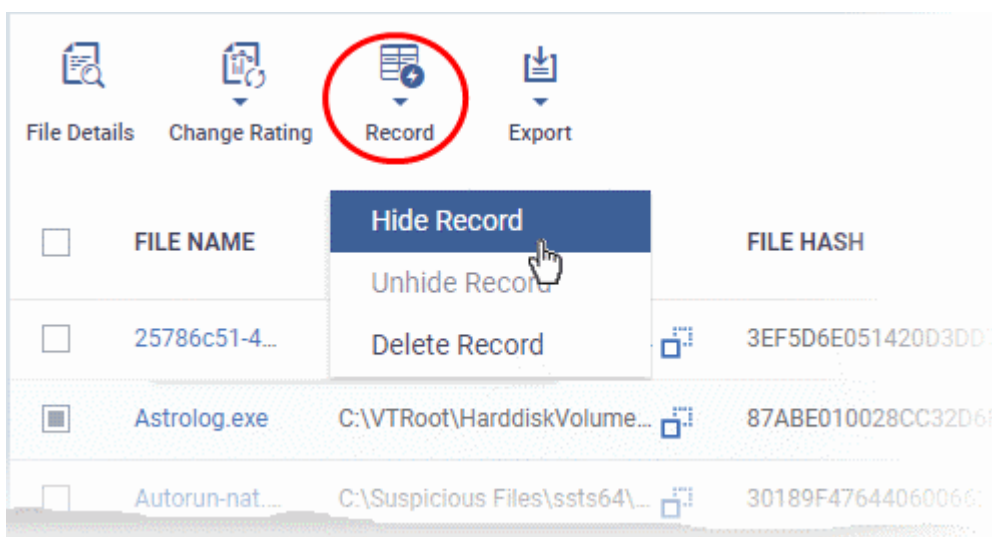 File Details Change Rating Record Export
Hide Record
FILE NAME FILE HASH
Unhide Record
Delete Record
25786c51-4... 3EF5D6E051420D3DD
Astrolog.exe C:\VTRoot\HarddiskVolume... 87ABE010028CC32D6
Autorun-nat.... C:\Suspicious Files\ssts64\... 30189F4764406006